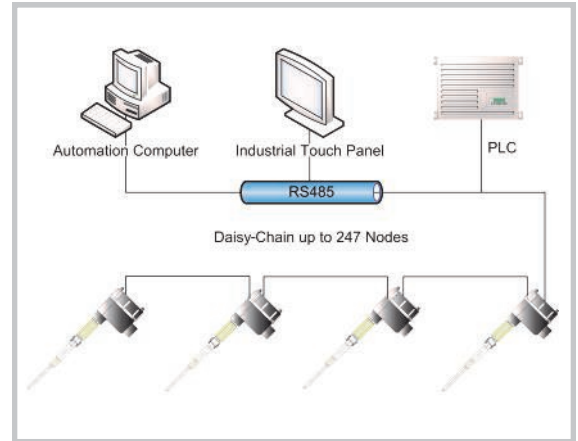 Automation Computer
Industrial Touch Panel
PLC
RS485
Daisy-Chain up to 247 Nodes